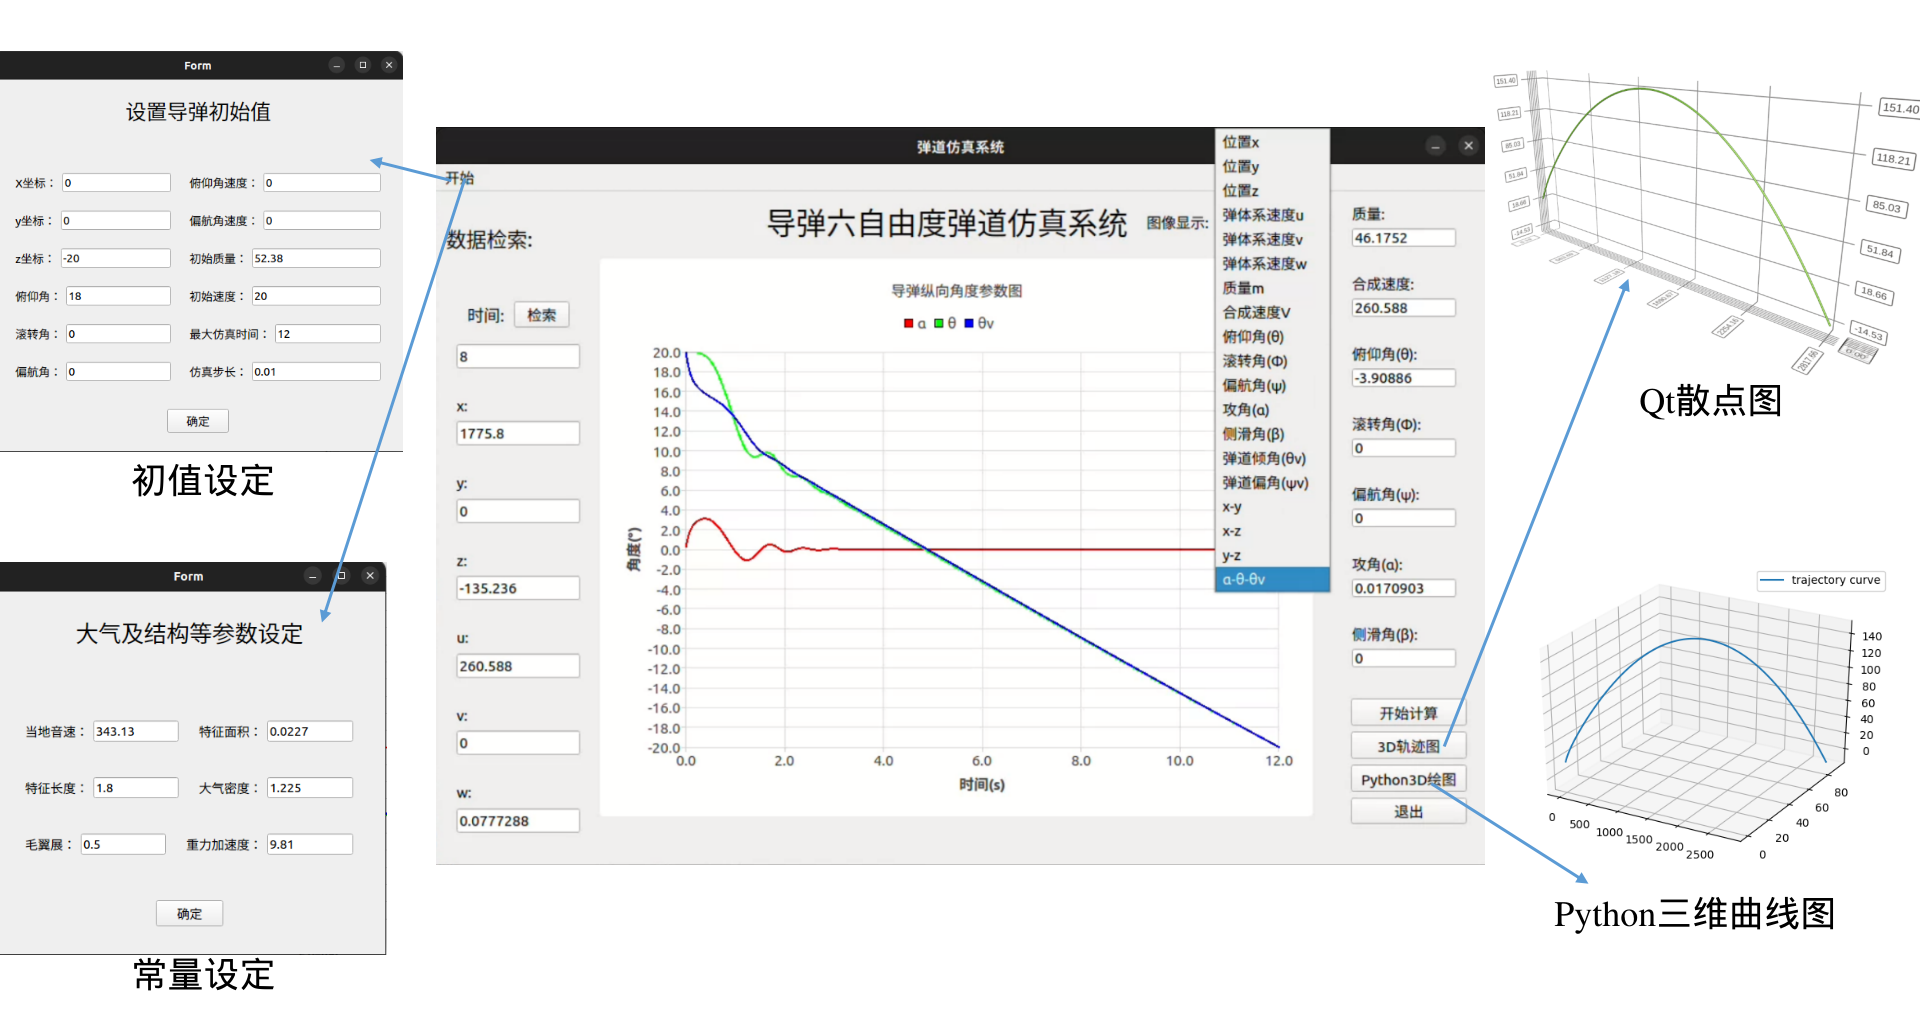 Form
设置导弹初始值
x坐标： 0 俯仰角速度： 0
y坐标： 0 偏航角速度： 0
z坐标： -20 初始质量： 52.38
俯仰角： 18 初始速度： 20
滚转角： 0 最大仿真时间： 12
偏航角： 0 仿真步长： 0.01
确定
初值设定
Form
大气及结构等参数设定
当地音速： 343.13 特征面积： 0.0227
特征长度： 1.8 大气密度： 1.225
毛翼展： 0.5 重力加速度： 9.81
确定
常量设定
弹道仿真系统
开始
导弹六自由度弹道仿真系统
图像显示:
数据检索:
时间: 检索
8
x:
1775.8
y:
0
z:
-135.236
u:
260.588
v:
0
w:
0.0777288
导弹纵向角度参数图
α θ θv
角度(°)
20.0
18.0
16.0
14.0
12.0
10.0
8.0
6.0
4.0
2.0
0.0
-2.0
-4.0
-6.0
-8.0
-10.0
-12.0
-14.0
-16.0
-18.0
-20.0
0.0 2.0 4.0 6.0 8.0 10.0 12.0
时间(s)
位置x
位置y
位置z
弹体系速度u
弹体系速度v
弹体系速度w
质量m
合成速度V
俯仰角(θ)
滚转角(Φ)
偏航角(ψ)
攻角(α)
侧滑角(β)
弹道倾角(θv)
弹道偏角(ψv)
x-y
x-z
y-z
α-θ-θv
质量:
46.1752
合成速度:
260.588
俯仰角(θ):
-3.90886
滚转角(Φ):
0
偏航角(ψ):
0
攻角(α):
0.0170903
侧滑角(β):
0
开始计算
3D轨迹图
Python3D绘图
退出
151.40
118.21
85.03
51.84
18.66
-14.53
151.40
118.21
85.03
51.84
18.66
-14.53
2254.16
2817.66
0.00
Qt散点图
trajectory curve
140
120
100
80
60
40
20
0
0 500 1000 1500 2000 2500
0 20 40 60 80
Python三维曲线图